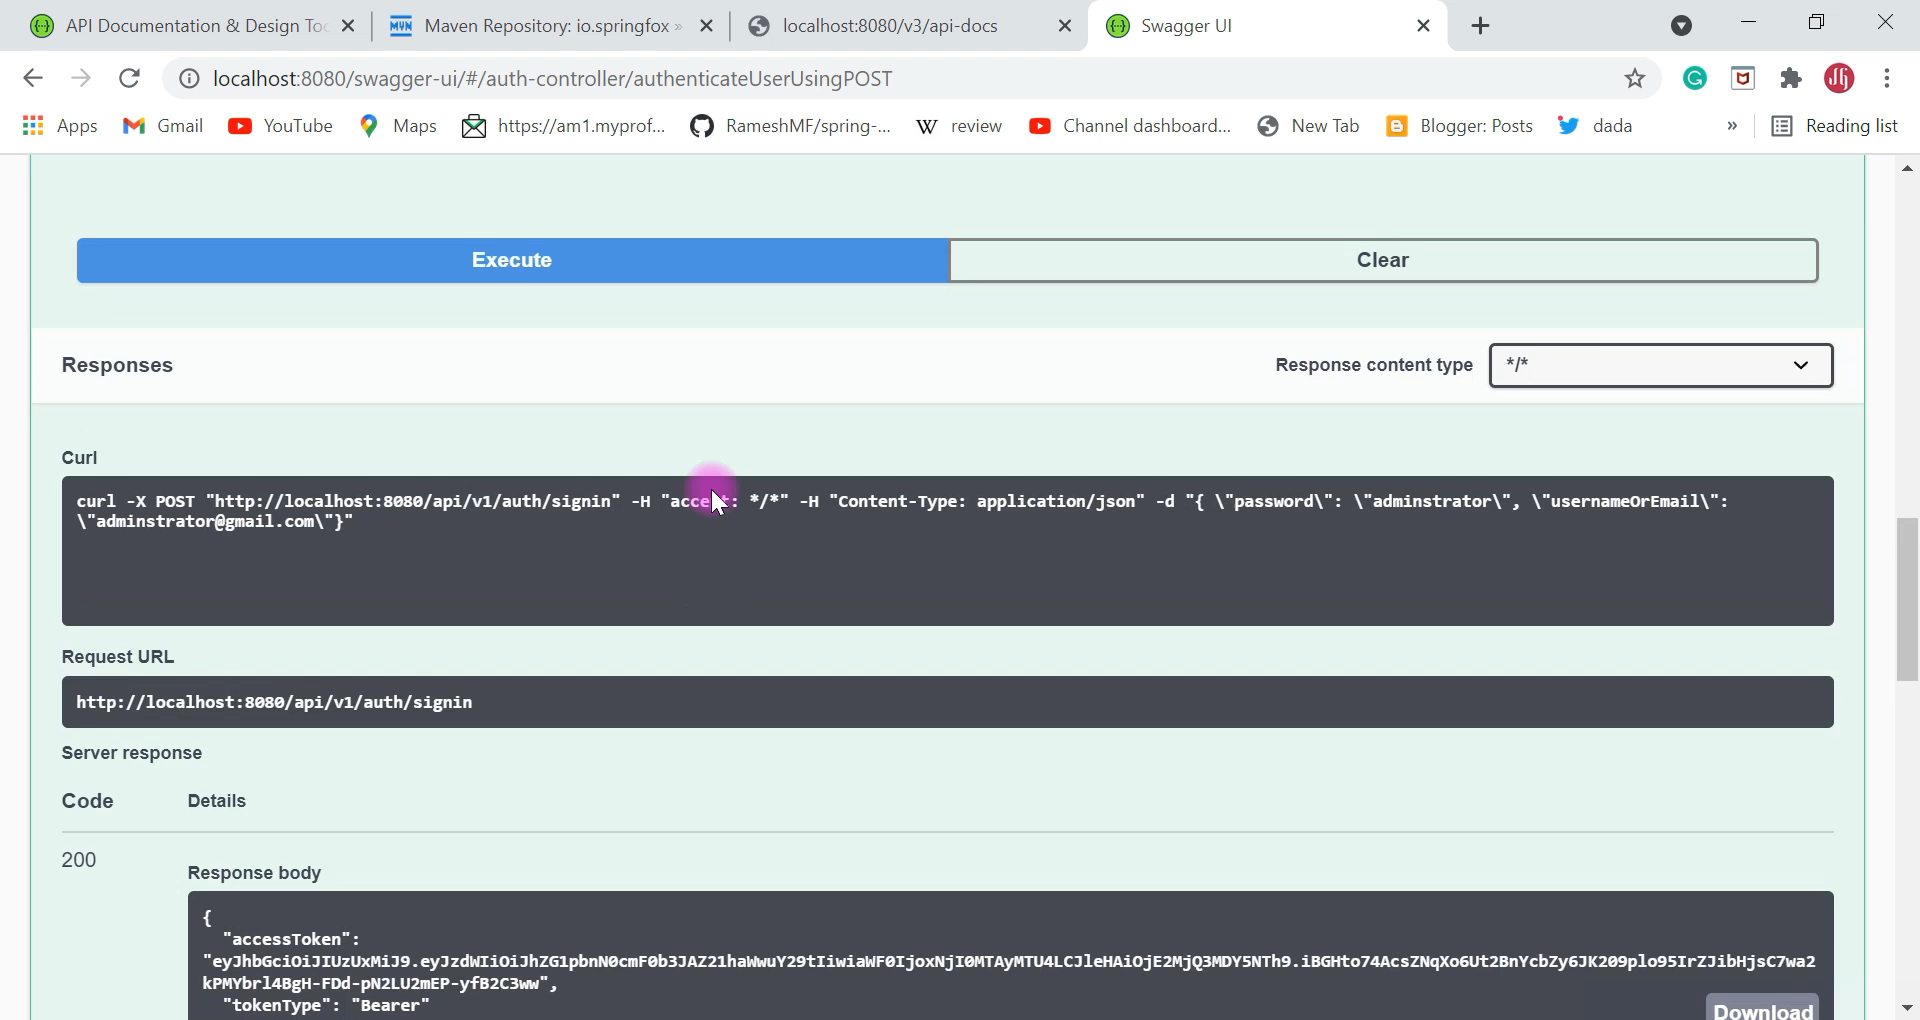 API Documentation & Design To
Maven Repository: io.springfox »
localhost:8080/v3/api-docs
Swagger UI
localhost:8080/swagger-ui/#/auth-controller/authenticateUserUsingPOST
Apps
Gmail
YouTube
Maps
https://am1.myprof...
RameshMF/spring-...
W review
Channel dashboard...
New Tab
Blogger: Posts
dada
»
Reading list
Execute
Clear
Responses
Response content type
*/*
Curl
curl -X POST "http://localhost:8080/api/v1/auth/signin" -H "accept: */*" -H "Content-Type: application/json" -d "{ \"password\": \"adminstrator\", \"usernameOrEmail\":
\"adminstrator@gmail.com\"}"
Request URL
http://localhost:8080/api/v1/auth/signin
Server response
Code
Details
200
Response body
{
"accessToken":
"eyJhbGciOiJIUzUxMiJ9.eyJzdWIiOiJhZG1pbnN0cmF0b3JAZ21haWwuY29tIiwiaWF0IjoxNjI0MTAyMTU4LCJleHAiOjE2MjQ3MDY5NTh9.iBGHto74AcsZNqXo6Ut2BnYcbZy6JK209plo95IrZJibHjsC7wa2
kPMYbrl4BgH-FDd-pN2LU2mEP-yfB2C3ww",
"tokenType": "Bearer"
Download